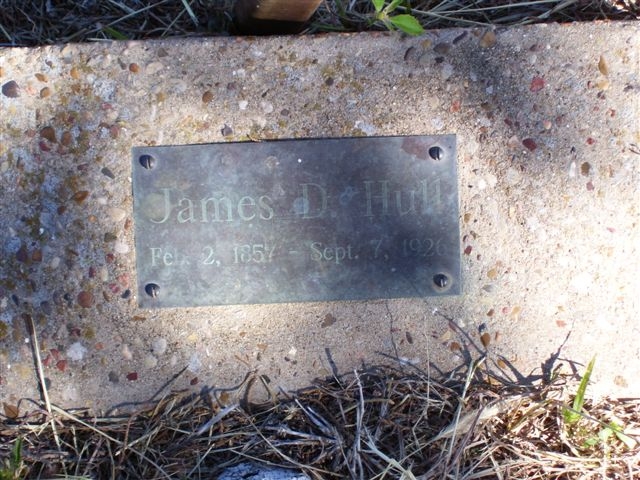 James D. Hull
Feb. 2, 1857 - Sept. 7, 1926